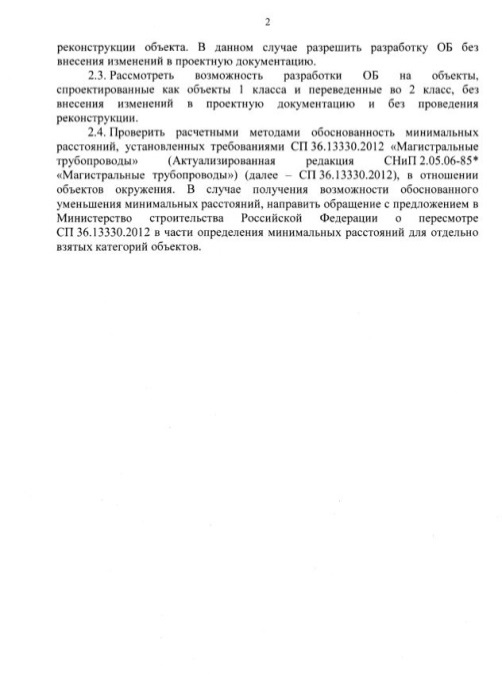 2
реконструкции объекта. В данном случае разрешить разработку ОБ без
внесения изменений в проектную документацию.
2.3. Рассмотреть возможность разработки ОБ на объекты,
спроектированные как объекты 1 класса и переведенные во 2 класс, без
внесения изменений в проектную документацию и без проведения
реконструкции.
2.4. Проверить расчетными методами обоснованность минимальных
расстояний, установленных требованиями СП 36.13330.2012 «Магистральные
трубопроводы» (Актуализированная редакция СНиП 2.05.06-85*
«Магистральные трубопроводы») (далее – СП 36.13330.2012), в отношении
объектов окружения. В случае получения возможности обоснованного
уменьшения минимальных расстояний, направить обращение с предложением в
Министерство строительства Российской Федерации о пересмотре
СП 36.13330.2012 в части определения минимальных расстояний для отдельно
взятых категорий объектов.